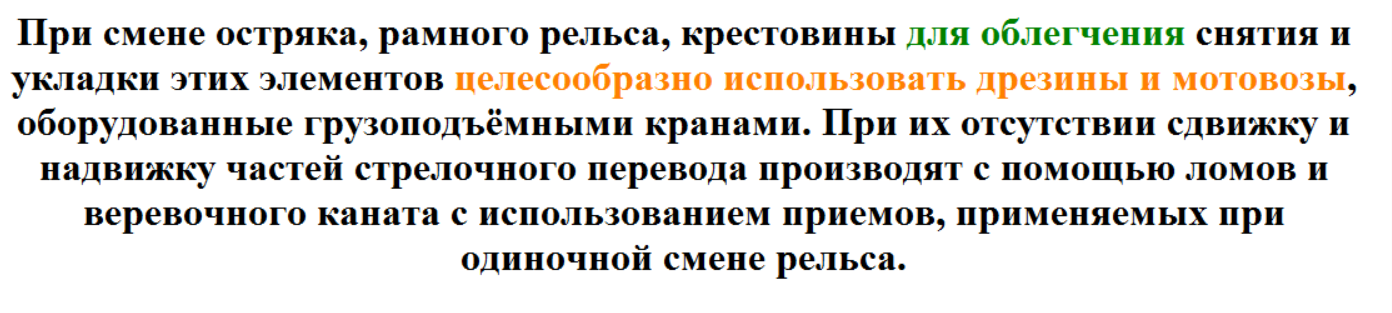 При смене остряка, рамного рельса, крестовины для облегчения снятия и
укладки этих элементов целесообразно использовать дрезины и мотовозы,
оборудованные грузоподъёмными кранами. При их отсутствии сдвижку и
надвижку частей стрелочного перевода производят с помощью ломов и
веревочного каната с использованием приемов, применяемых при
одиночной смене рельса.